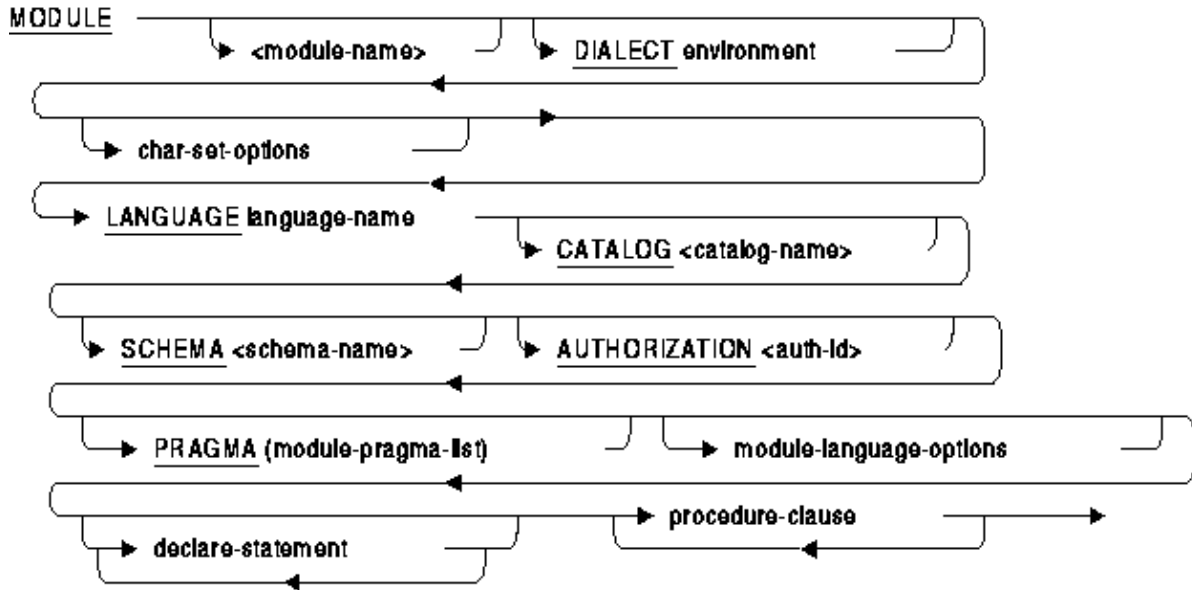 MODULE
<module-name> DIALECT environment
char-set-options
LANGUAGE language-name
CATALOG <catalog-name>
SCHEMA <schema-name> AUTHORIZATION <auth-id>
PRAGMA (module-pragma-list) module-language-options
procedure-clause
declare-statement